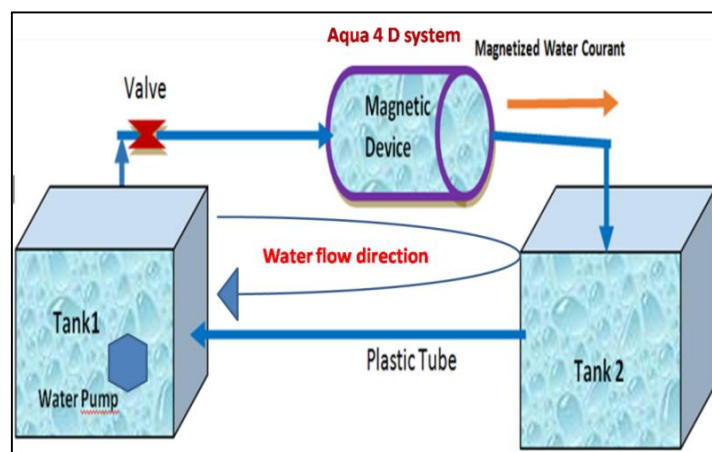 Aqua 4 D system
Magnetized Water Courant
Valve
Magnetic
Device
Water flow direction
Tank1
Plastic Tube
Tank 2
Water Pump